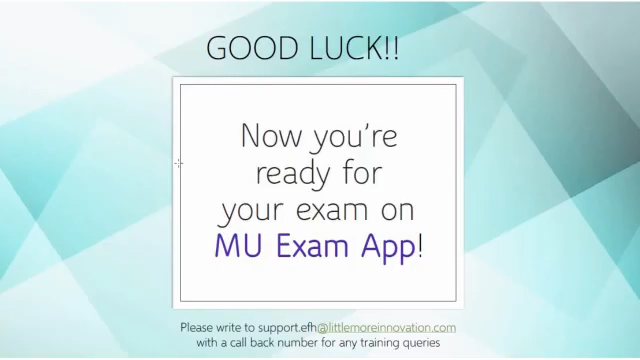 GOOD LUCK!!
Now you're
ready for
your exam on
MU Exam App!
Please write to support.efh@littlemoreinnovation.com
with a call back number for any training queries